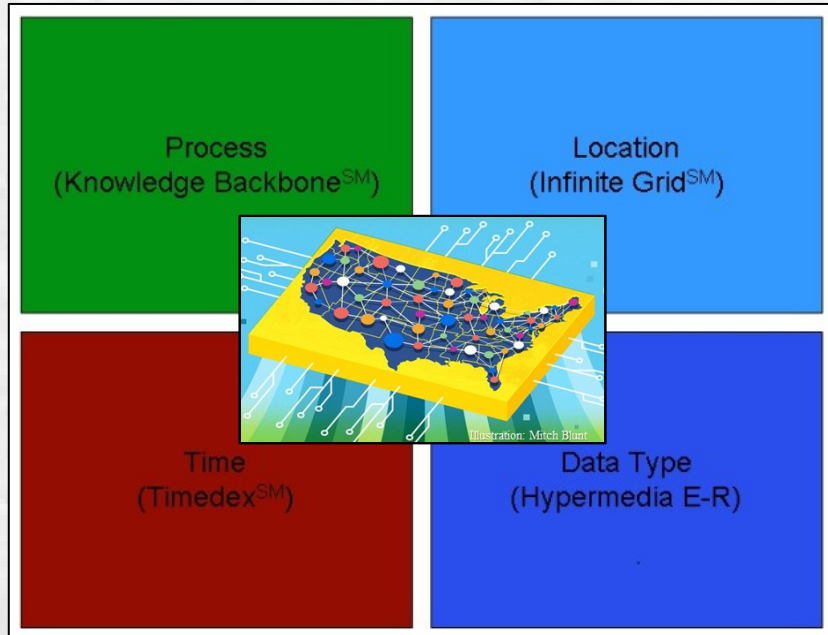 Process
(Knowledge Backbone℠)
Location
(Infinite Grid℠)
Illustration: Mitch Blunt
Time
(Timedex℠)
Data Type
(Hypermedia E-R)